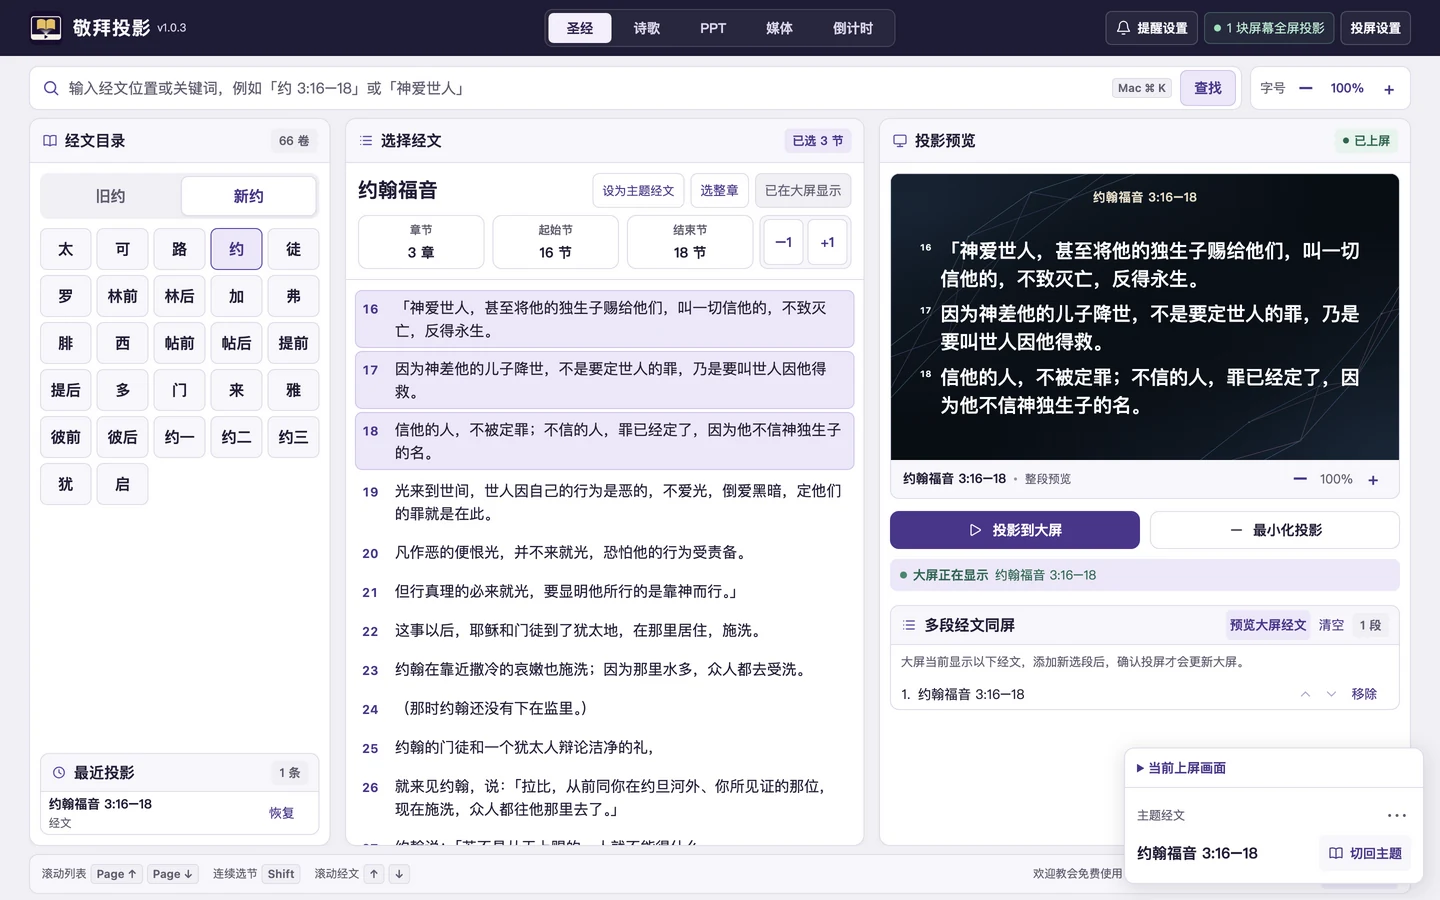 敬拜投影 v1.0.3
圣经 诗歌 PPT 媒体 倒计时
提醒设置 1 块屏幕全屏投影 投屏设置
输入经文位置或关键词，例如「约 3:16—18」或「神爱世人」
Mac ⌘ K 查找
字号 — 100% +
经文目录 66 卷
旧约 新约
太 可 路 约 徒
罗 林前 林后 加 弗
腓 西 帖前 帖后 提前
提后 多 门 来 雅
彼前 彼后 约一 约二 约三
犹 启
最近投影 1 条
约翰福音 3:16—18
经文
恢复
选择经文 已选 3 节
约翰福音 设为主题经文 选整章 已在大屏显示
章节 起始节 结束节
3 章 16 节 18 节 —1 +1
16 「神爱世人，甚至将他的独生子赐给他们，叫一切信他的，不致灭
亡，反得永生。
17 因为神差他的儿子降世，不是要定世人的罪，乃是要叫世人因他得
救。
18 信他的人，不被定罪；不信的人，罪已经定了，因为他不信神独生子
的名。
19 光来到世间，世人因自己的行为是恶的，不爱光，倒爱黑暗，定他们
的罪就是在此。
20 凡作恶的便恨光，并不来就光，恐怕他的行为受责备。
21 但行真理的必来就光，要显明他所行的是靠神而行。」
22 这事以后，耶稣和门徒到了犹太地，在那里居住，施洗。
23 约翰在靠近撒冷的哀嫩也施洗；因为那里水多，众人都去受洗。
24 （那时约翰还没有下在监里。）
25 约翰的门徒和一个犹太人辩论洁净的礼，
26 就来见约翰，说：「拉比，从前同你在约旦河外、你所见证的那位，
现在施洗，众人都往他那里去了。」
投影预览 已上屏
约翰福音 3:16—18
16 「神爱世人，甚至将他的独生子赐给他们，叫一切
信他的，不致灭亡，反得永生。
17 因为神差他的儿子降世，不是要定世人的罪，乃是
要叫世人因他得救。
18 信他的人，不被定罪；不信的人，罪已经定了，因
为他不信神独生子的名。
约翰福音 3:16—18 • 整段预览 — 100% +
投影到大屏 最小化投影
大屏正在显示 约翰福音 3:16—18
多段经文同屏 预览大屏经文 清空 1 段
大屏当前显示以下经文，添加新选段后，确认投屏才会更新大屏。
1. 约翰福音 3:16—18 移除
当前上屏画面
主题经文 ···
约翰福音 3:16—18 切回主题
滚动列表 Page ↑ Page ↓ 连续选节 Shift 滚动经文 ↑ ↓
欢迎教会免费使用